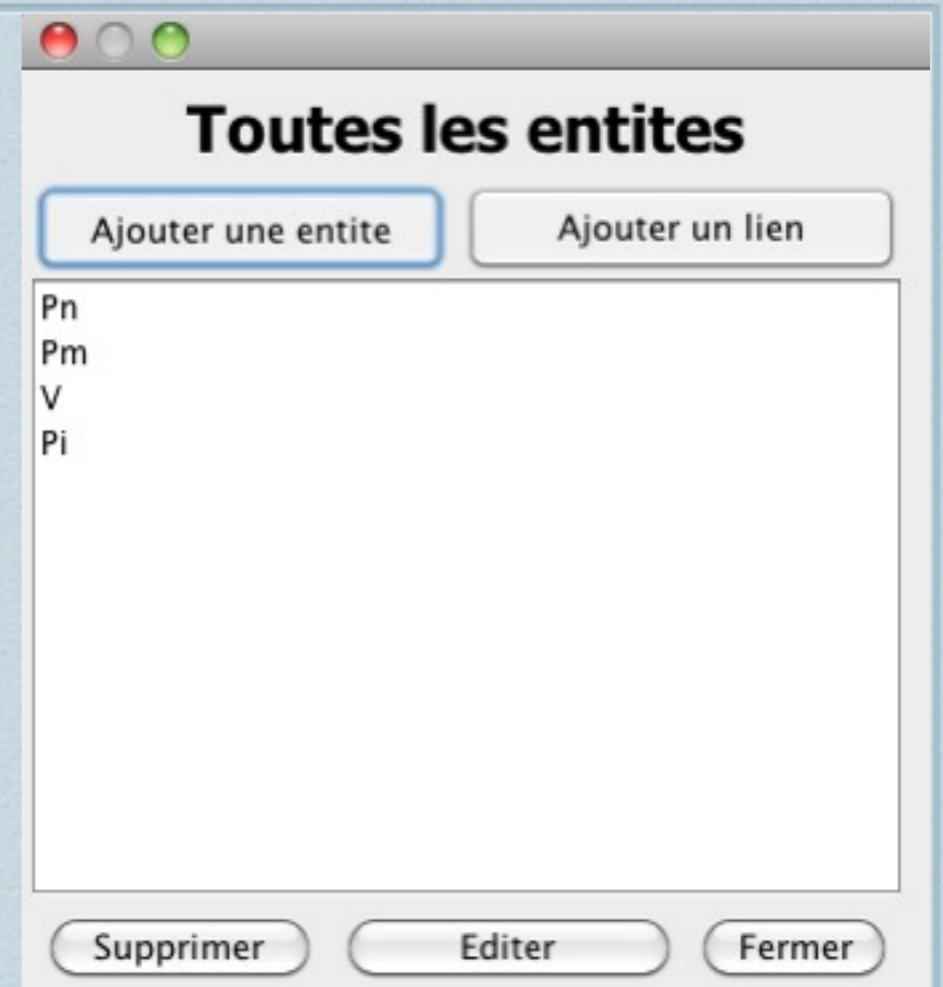 Toutes les entites
Ajouter une entite Ajouter un lien
Pn
Pm
V
Pi
Supprimer Editer Fermer